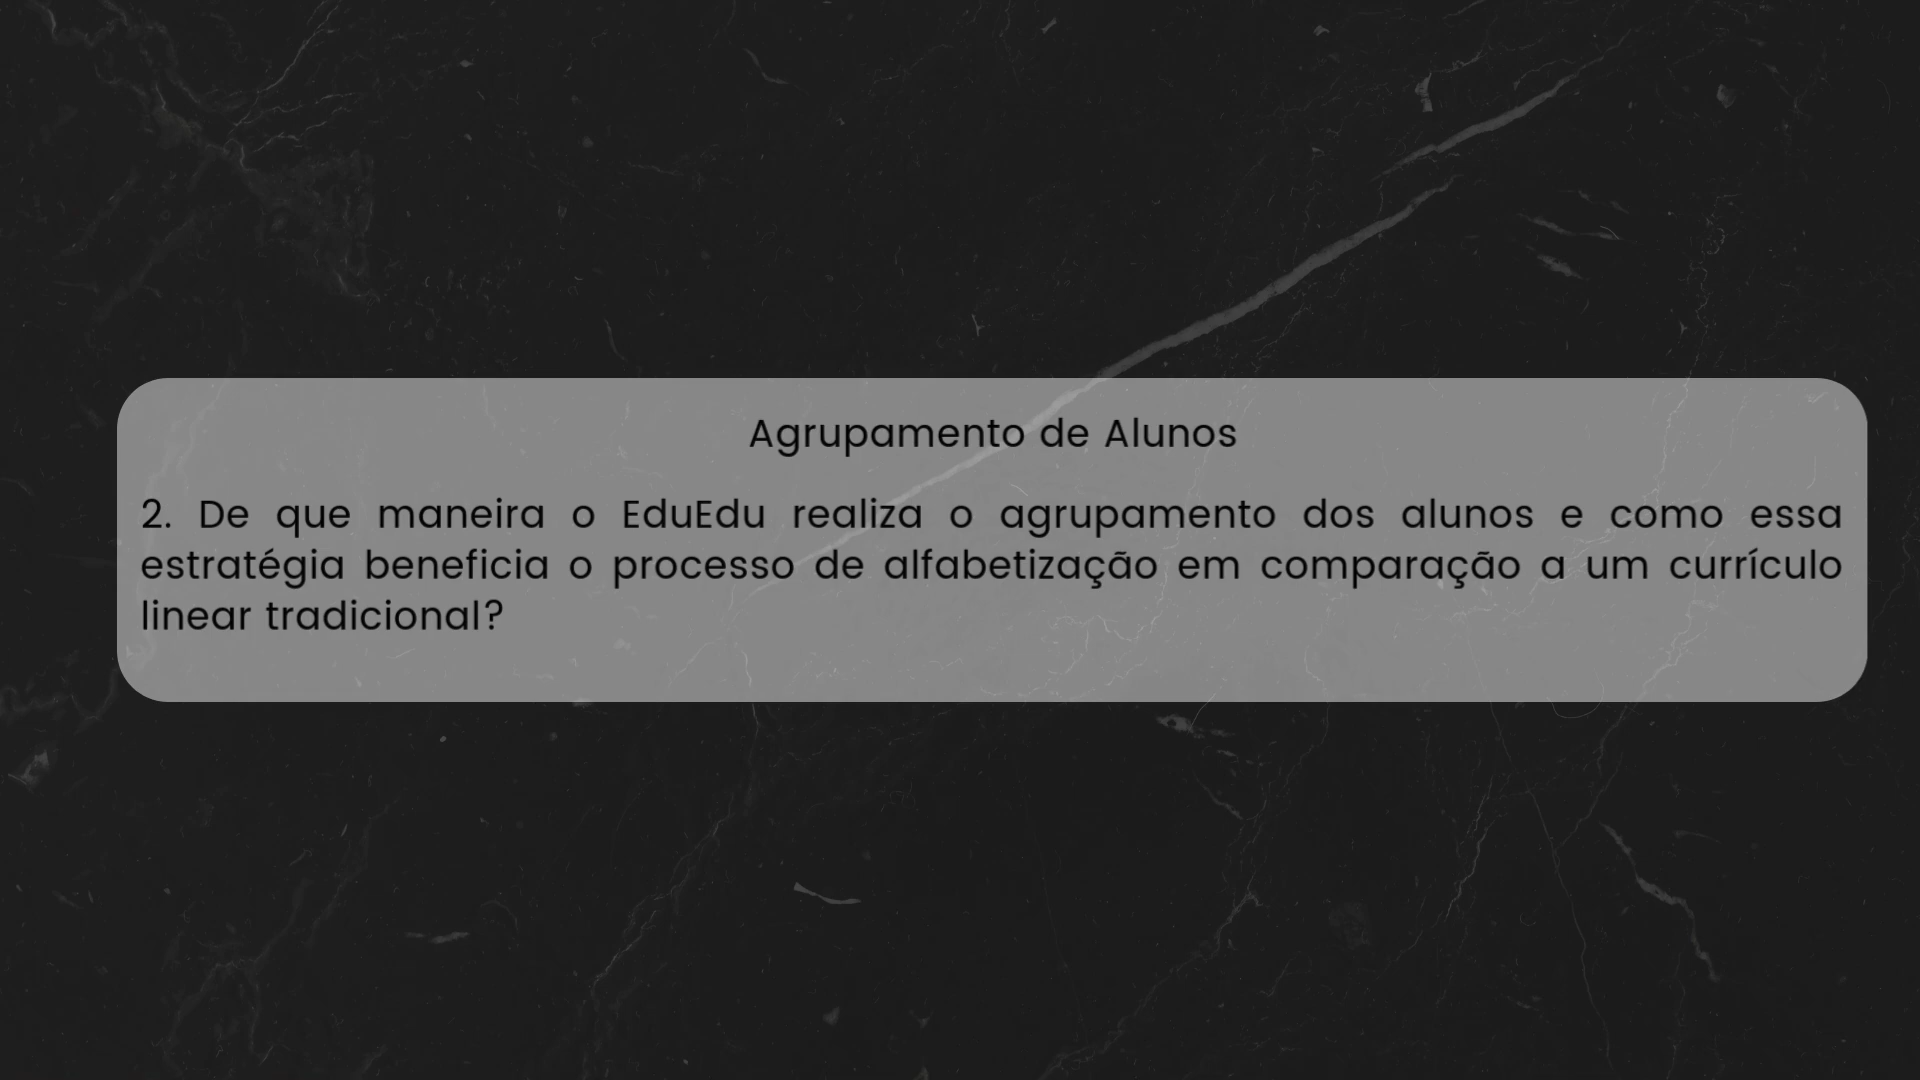 Agrupamento de Alunos
2. De que maneira o EduEdu realiza o agrupamento dos alunos e como essa
estratégia beneficia o processo de alfabetização em comparação a um currículo
linear tradicional?